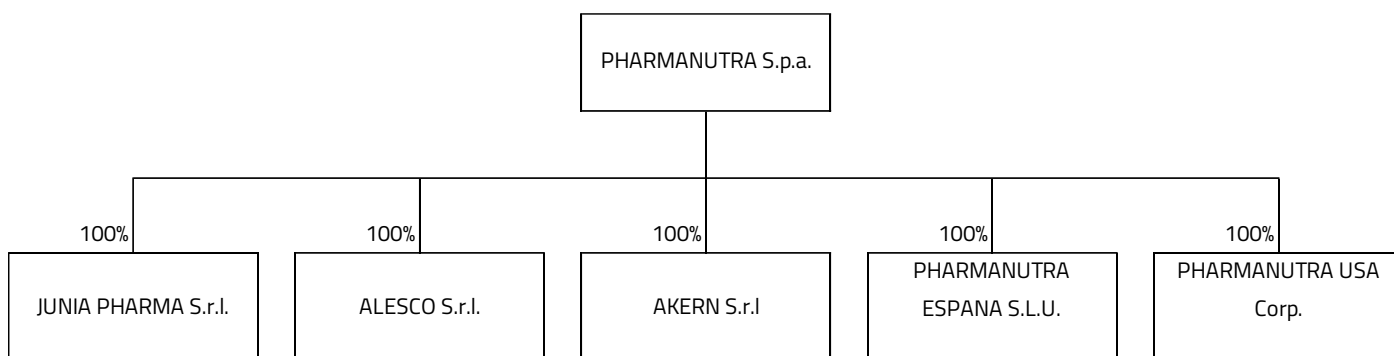 PHARMANUTRA S.p.a.
100%
100%
100%
100%
100%
JUNIA PHARMA S.r.l.
ALESCO S.r.l.
AKERN S.r.l
PHARMANUTRA
ESPANA S.L.U.
PHARMANUTRA USA
Corp.